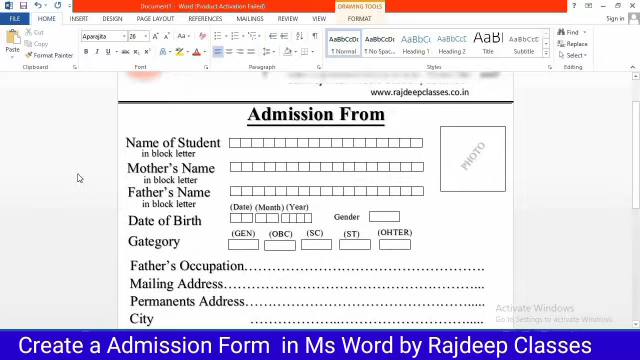 Document1 - Word (Product Activation Failed)
DRAWING TOOLS
FILE HOME INSERT DESIGN PAGE LAYOUT REFERENCES MAILINGS REVIEW VIEW FORMAT Sign in
Cut
Copy
Format Painter
Paste
Aparajita 26
AaBbCcDc AaBbCcDc AaBbC AaBbCc AaBl AaBbCcD
¶ Normal ¶ No Spac... Heading 1 Heading 2 Title Subtitle
Find
Replace
Select
Clipboard Font Paragraph Styles Editing
www.rajdeepclasses.co.in
Admission From
Name of Student
in block letter
Mother's Name
in block letter
Father's Name
in block letter
PHOTO
(Date) (Month) (Year)
Date of Birth Gender
(GEN) (OBC) (SC) (ST) (OHTER)
Gategory
Father's Occupation
Mailing Address
Permanents Address
City
Activate Windows
Go to Settings to activate Windows.
Create a Admission Form in Ms Word by Rajdeep Classes